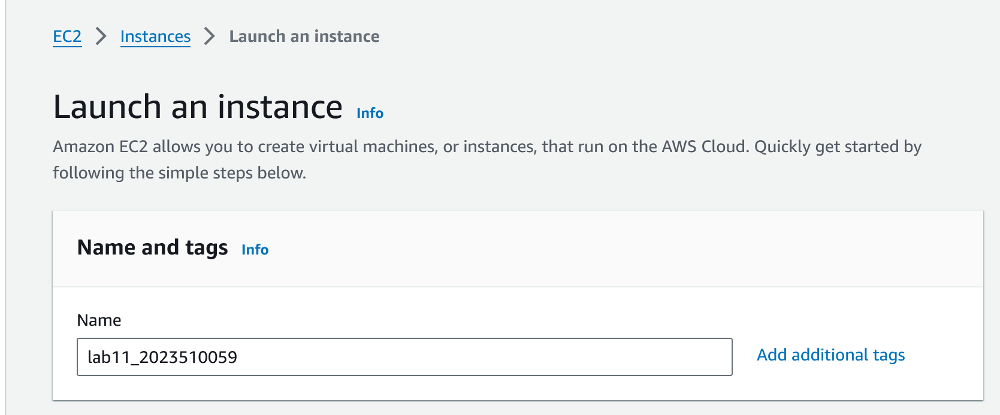 EC2 > Instances > Launch an instance
Launch an instance Info
Amazon EC2 allows you to create virtual machines, or instances, that run on the AWS Cloud. Quickly get started by
following the simple steps below.
Name and tags Info
Name
lab11_2023510059 Add additional tags